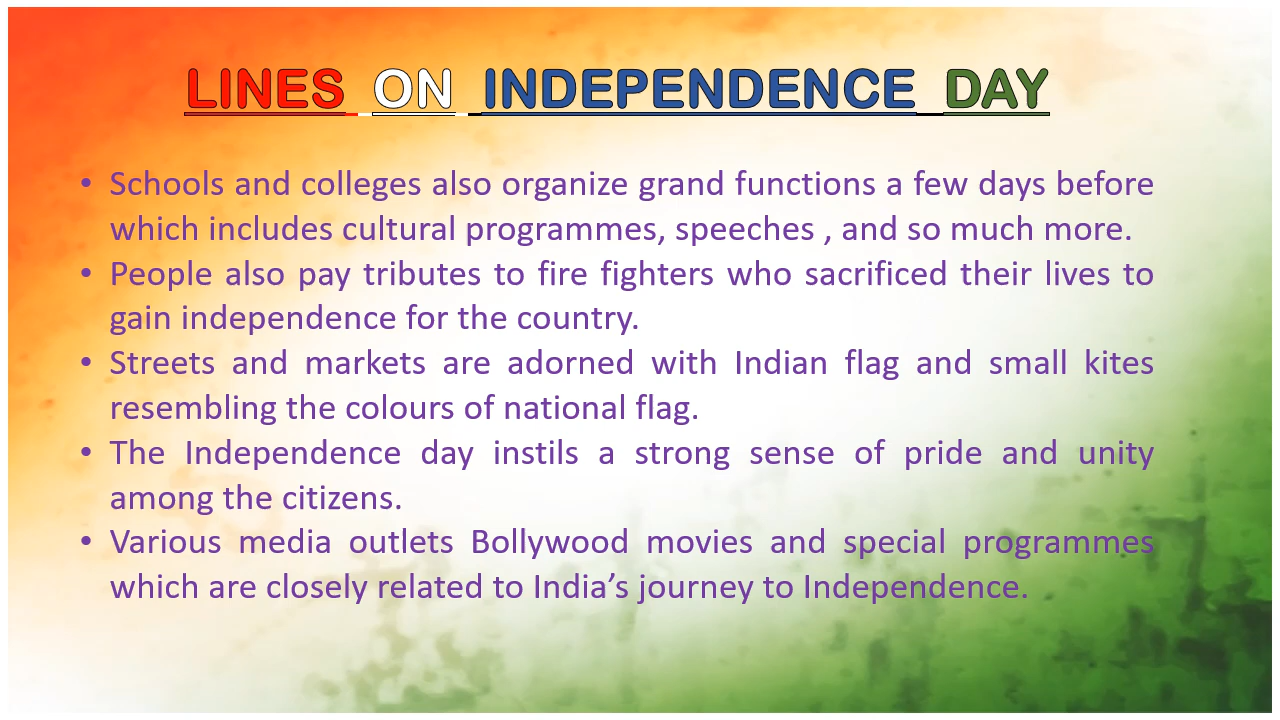 LINES ON INDEPENDENCE DAY
• Schools and colleges also organize grand functions a few days before
which includes cultural programmes, speeches , and so much more.
• People also pay tributes to fire fighters who sacrificed their lives to
gain independence for the country.
• Streets and markets are adorned with Indian flag and small kites
resembling the colours of national flag.
• The Independence day instils a strong sense of pride and unity
among the citizens.
• Various media outlets Bollywood movies and special programmes
which are closely related to India’s journey to Independence.